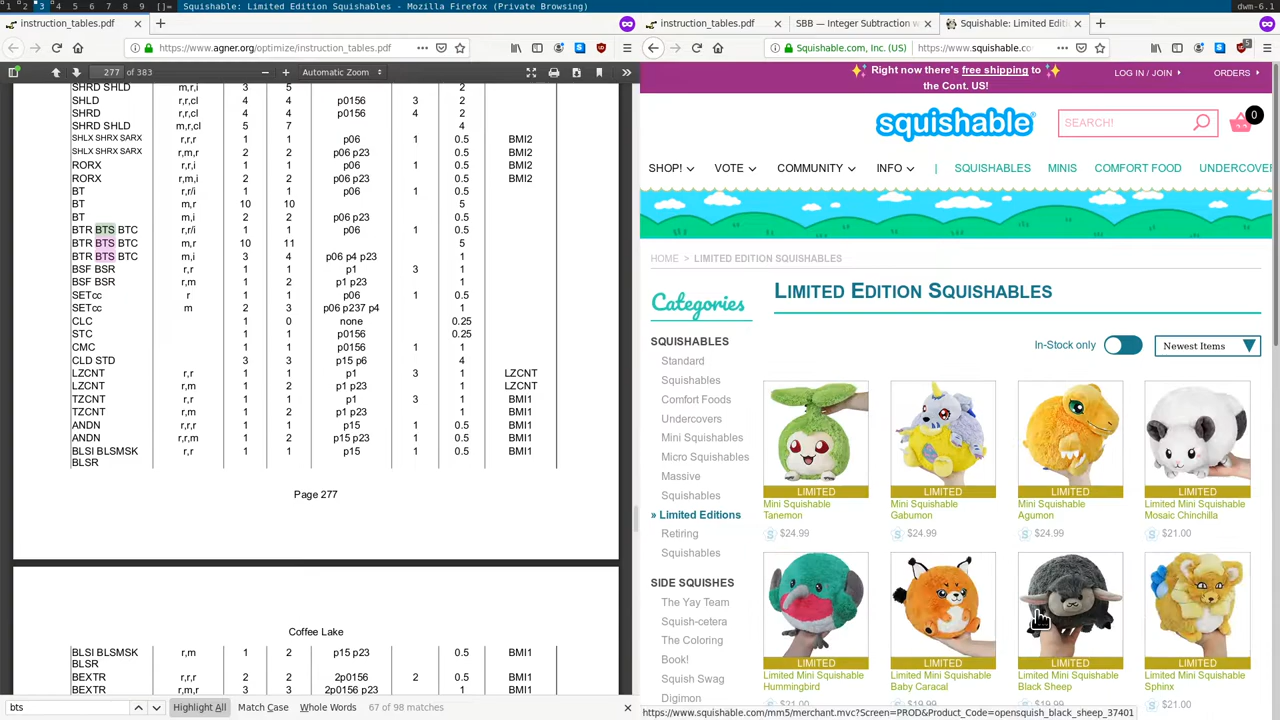 1 2 3 4 5 6 7 8 9 []= Squishable: Limited Edition Squishables - Mozilla Firefox (Private Browsing) dwm-6.1
instruction_tables.pdf
https://www.agner.org/optimize/instruction_tables.pdf
277 of 383 Automatic Zoom
SHRD SHLD m,r,i 3 5 2
SHLD r,r,cl 4 4 p0156 3 2
SHRD r,r,cl 4 4 p0156 4 2
SHRD SHLD m,r,cl 5 7 4
SHLX SHRX SARX r,r,r 1 1 p06 1 0.5 BMI2
SHLX SHRX SARX r,m,r 2 2 p06 p23 0.5 BMI2
RORX r,r,i 1 1 p06 1 0.5 BMI2
RORX r,m,i 2 2 p06 p23 0.5 BMI2
BT r,r/i 1 1 p06 1 0.5
BT m,r 10 10 5
BT m,i 2 2 p06 p23 0.5
BTR BTS BTC r,r/i 1 1 p06 1 0.5
BTR BTS BTC m,r 10 11 5
BTR BTS BTC m,i 3 4 p06 p4 p23 1
BSF BSR r,r 1 1 p1 3 1
BSF BSR r,m 1 2 p1 p23 1
SETcc r 1 1 p06 1 0.5
SETcc m 2 3 p06 p237 p4 1
CLC 1 0 none 0.25
STC 1 1 p0156 0.25
CMC 1 1 p0156 1 1
CLD STD 3 3 p15 p6 4
LZCNT r,r 1 1 p1 3 1 LZCNT
LZCNT r,m 1 2 p1 p23 1 LZCNT
TZCNT r,r 1 1 p1 3 1 BMI1
TZCNT r,m 1 2 p1 p23 1 BMI1
ANDN r,r,r 1 1 p15 1 0.5 BMI1
ANDN r,r,m 1 2 p15 p23 1 0.5 BMI1
BLSI BLSMSK r,r 1 1 p15 1 0.5 BMI1
BLSR
Page 277
Coffee Lake
BLSI BLSMSK r,m 1 2 p15 p23 0.5 BMI1
BLSR
BEXTR r,r,r 2 2 2p0156 2 0.5 BMI1
BEXTR r,m,r 3 3 2p0156 p23 1 BMI1
bts Highlight All Match Case Whole Words 67 of 98 matches
instruction_tables.pdf SBB — Integer Subtraction w Squishable: Limited Edit
Squishable.com, Inc. (US) https://www.squishable.co
Right now there's free shipping to
the Cont. US!
LOG IN / JOIN ORDERS
squishable
SEARCH!
0
SHOP! VOTE COMMUNITY INFO | SQUISHABLES MINIS COMFORT FOOD UNDERCOVER
HOME > LIMITED EDITION SQUISHABLES
Categories
SQUISHABLES
Standard
Squishables
Comfort Foods
Undercovers
Mini Squishables
Micro Squishables
Massive
Squishables
» Limited Editions
Retiring
Squishables
SIDE SQUISHES
The Yay Team
Squish-cetera
The Coloring
Book!
Squish Swag
Digimon
LIMITED EDITION SQUISHABLES
In-Stock only Newest Items
LIMITED LIMITED LIMITED LIMITED
Mini Squishable
Tanemon
$24.99
Mini Squishable
Gabumon
$24.99
Mini Squishable
Agumon
$24.99
Limited Mini Squishable
Mosaic Chinchilla
$21.00
LIMITED LIMITED LIMITED LIMITED
Limited Mini Squishable
Hummingbird
Limited Mini Squishable
Baby Caracal
$19.99
Limited Mini Squishable
Black Sheep
$19.99
Limited Mini Squishable
Sphinx
$21.00
https://www.squishable.com/mm5/merchant.mvc?Screen=PROD&Product_Code=opensquish_black_sheep_37401